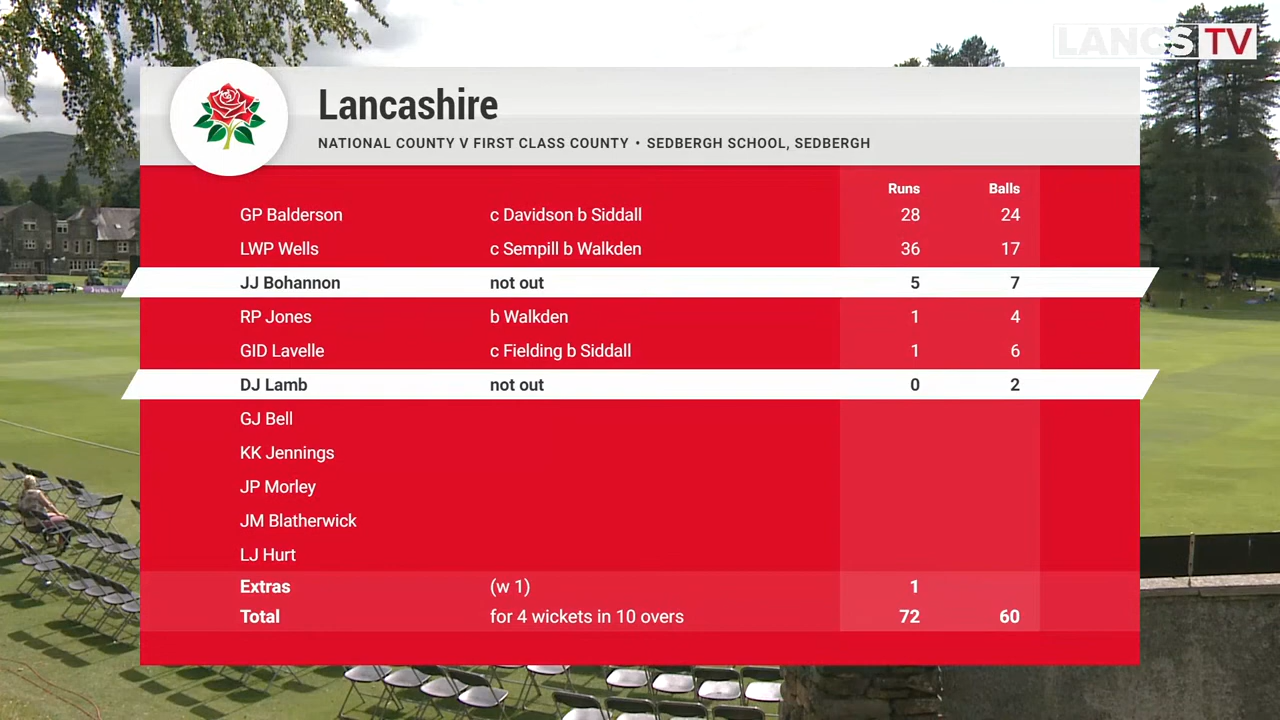 LANCS TV
Lancashire
NATIONAL COUNTY V FIRST CLASS COUNTY • SEDBERGH SCHOOL, SEDBERGH
Runs Balls
GP Balderson c Davidson b Siddall 28 24
LWP Wells c Sempill b Walkden 36 17
JJ Bohannon not out 5 7
RP Jones b Walkden 1 4
GID Lavelle c Fielding b Siddall 1 6
DJ Lamb not out 0 2
GJ Bell
KK Jennings
JP Morley
JM Blatherwick
LJ Hurt
Extras (w 1) 1
Total for 4 wickets in 10 overs 72 60